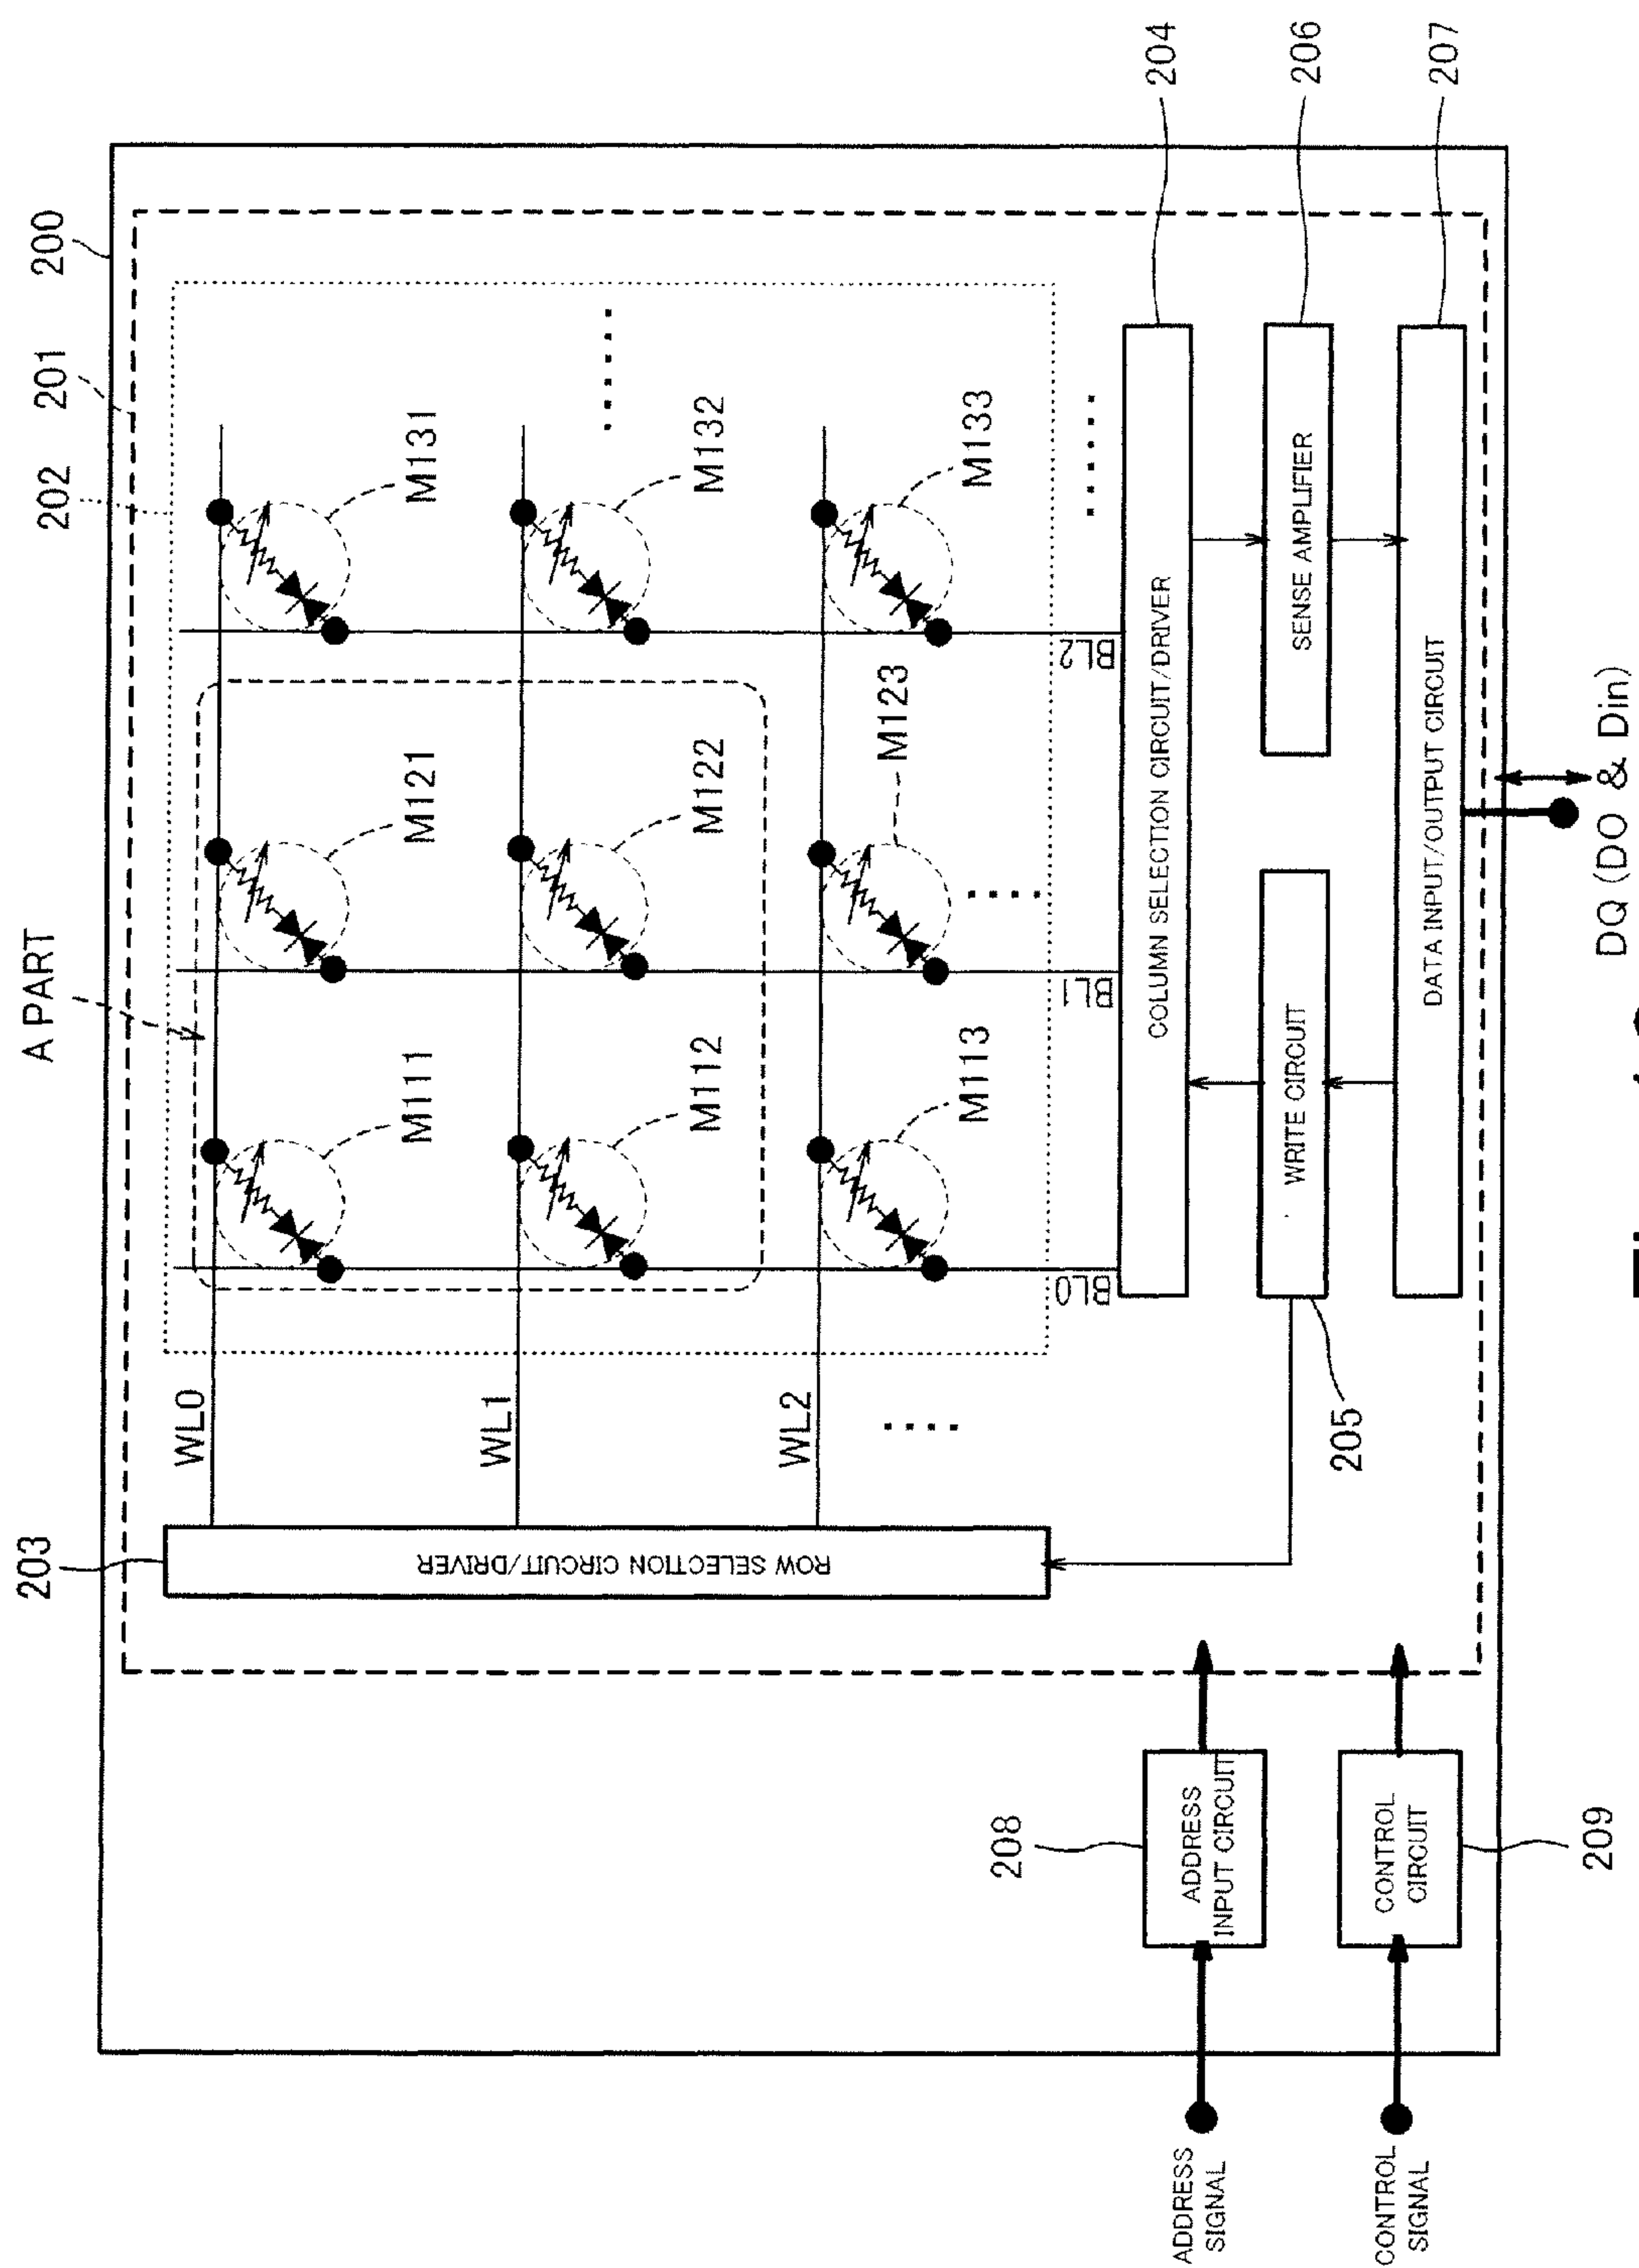 200
201
202
A PART
203
WL0
WL1
WL2
M111
M121
M131
M112
M122
M132
M113
M123
M133
BL0
BL1
BL2
ROW SELECTION CIRCUIT/DRIVER
COLUMN SELECTION CIRCUIT/DRIVER
204
WRITE CIRCUIT
205
SENSE AMPLIFIER
206
DATA INPUT/OUTPUT CIRCUIT
207
208
ADDRESS
INPUT CIRCUIT
ADDRESS
SIGNAL
CONTROL
CIRCUIT
209
CONTROL
SIGNAL
DQ (DO & Din)